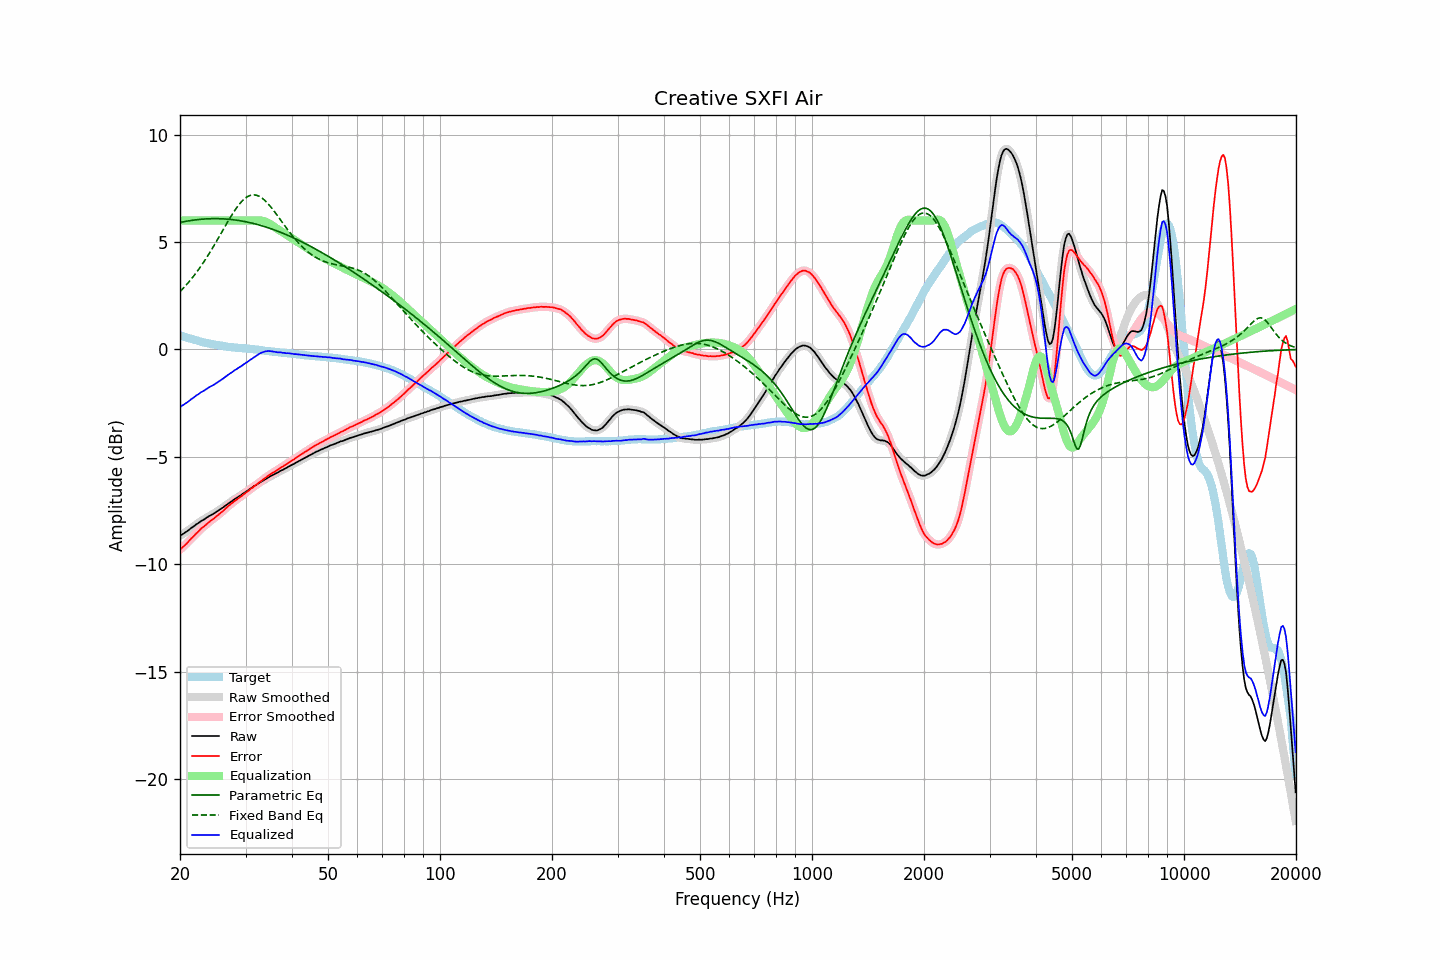 Creative SXFI Air
Amplitude (dBr)
10
5
0
−5
−10
−15
−20
Target
Raw Smoothed
Error Smoothed
Raw
Error
Equalization
Parametric Eq
Fixed Band Eq
Equalized
20 50 100 200 500 1000 2000 5000 10000 20000
Frequency (Hz)